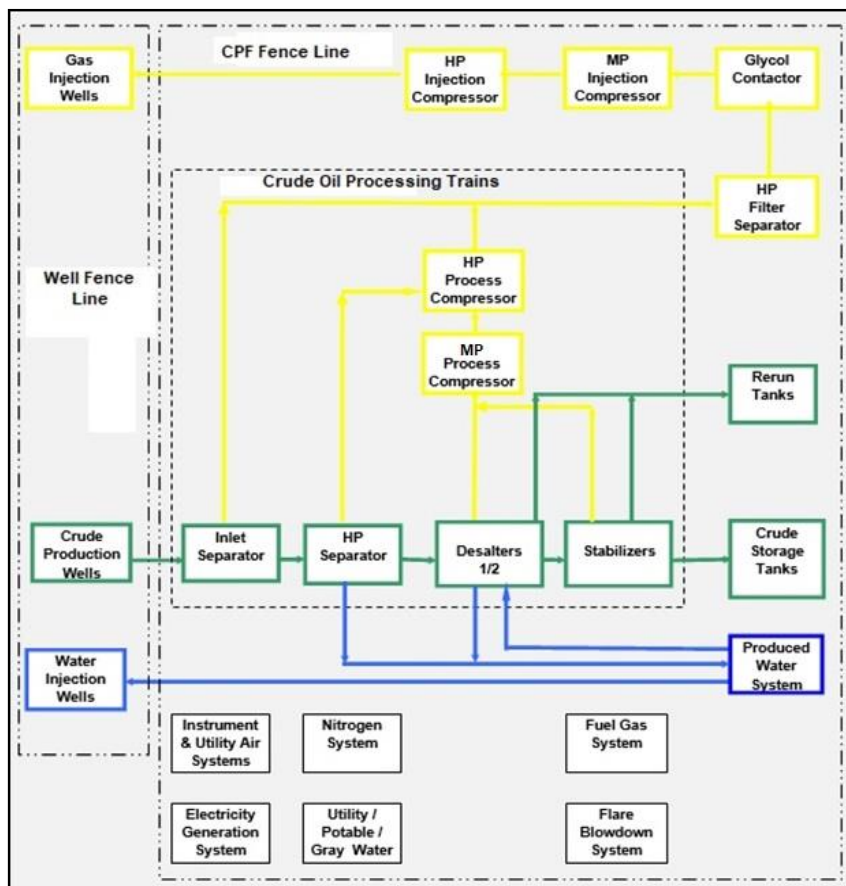 Gas
Injection
Wells
CPF Fence Line
HP
Injection
Compressor
MP
Injection
Compressor
Glycol
Contactor
Crude Oil Processing Trains
HP
Filter
Separator
Well Fence
Line
HP
Process
Compressor
MP
Process
Compressor
Rerun
Tanks
Crude
Production
Wells
Inlet
Separator
HP
Separator
Desalters
1/2
Stabilizers
Crude
Storage
Tanks
Water
Injection
Wells
Produced
Water
System
Instrument
& Utility Air
Systems
Nitrogen
System
Fuel Gas
System
Electricity
Generation
System
Utility /
Potable /
Gray Water
Flare
Blowdown
System